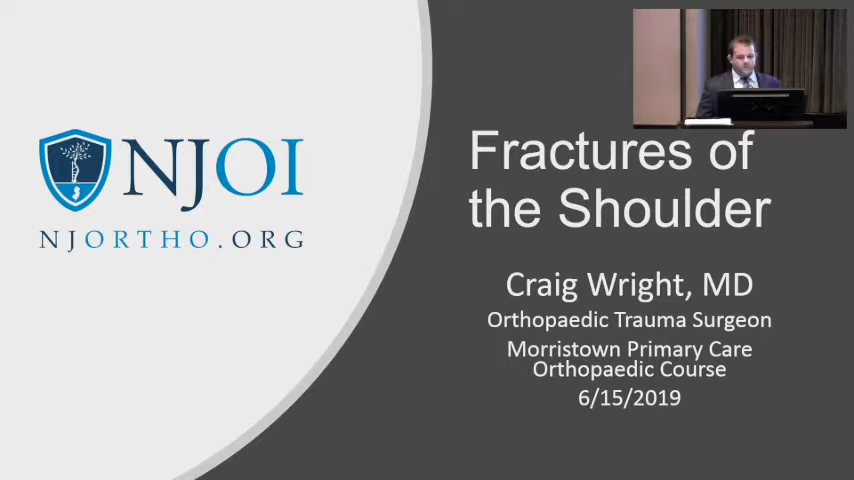 NJOI
NJORTHO.ORG
Fractures of
the Shoulder
Craig Wright, MD
Orthopaedic Trauma Surgeon
Morristown Primary Care
Orthopaedic Course
6/15/2019